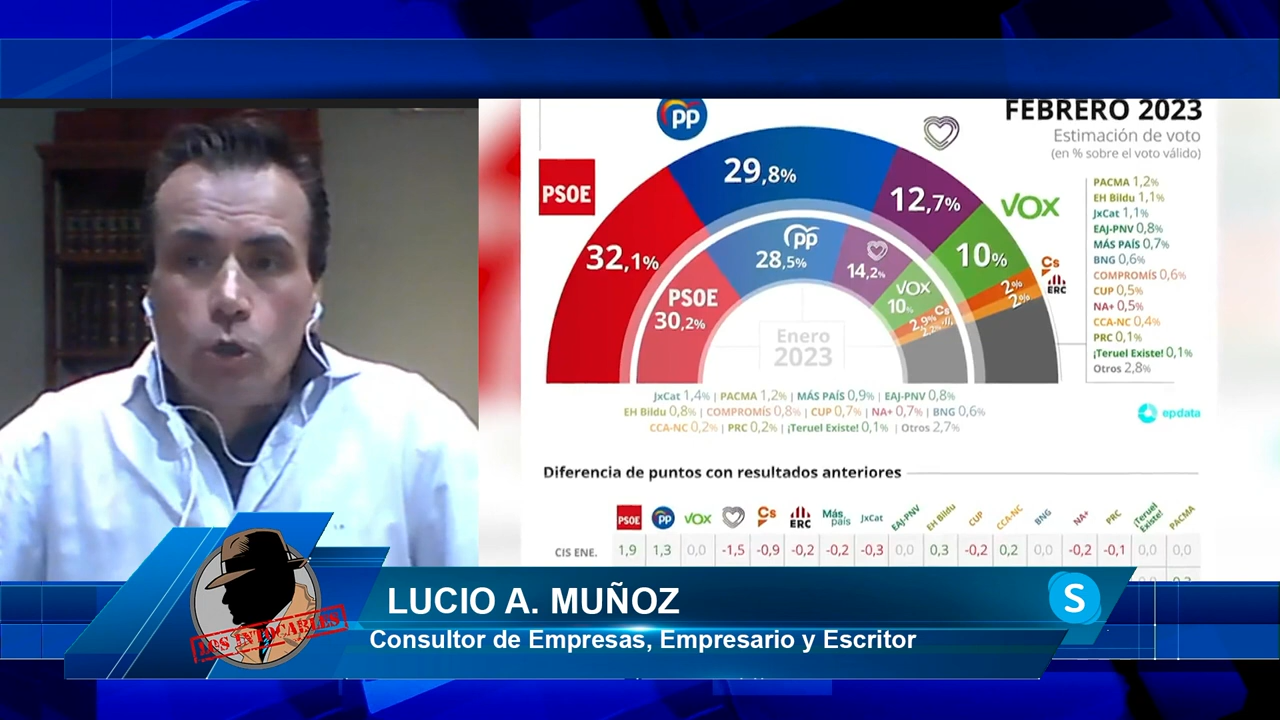 FEBRERO 2023
Estimación de voto
(en % sobre el voto válido)
PP
PSOE
29,8%
12,7%
VOX
32,1%
10%
Cs
ERC
2%
2%
PP
28,5%
14,2%
VOX
10%
Cs
2,9%
PSOE
30,2%
Enero
2023
PACMA 1,2%
EH Bildu 1,1%
JxCat 1,1%
EAJ-PNV 0,8%
MÁS PAÍS 0,7%
BNG 0,6%
COMPROMÍS 0,6%
CUP 0,5%
NA+ 0,5%
CCA-NC 0,4%
PRC 0,1%
¡Teruel Existe! 0,1%
Otros 2,8%
JxCat 1,4% | PACMA 1,2% | MÁS PAÍS 0,9% | EAJ-PNV 0,8%
EH Bildu 0,8% | COMPROMÍS 0,8% | CUP 0,7% | NA+ 0,7% | BNG 0,6%
CCA-NC 0,2% | PRC 0,2% | ¡Teruel Existe! 0,1% | Otros 2,7%
epdata
Diferencia de puntos con resultados anteriores
PSOE PP VOX Cs ERC Más país JxCat EAJ-PNV EH Bildu CUP CCA-NC BNG NA+ PRC ¡Teruel Existe! PACMA
CIS ENE. 1,9 1,3 0,0 -1,5 -0,9 -0,2 -0,2 -0,3 0,0 0,3 -0,2 0,2 0,0 -0,2 -0,1 0,0 0,0
LOS INTOCABLES
LUCIO A. MUÑOZ
S
Consultor de Empresas, Empresario y Escritor